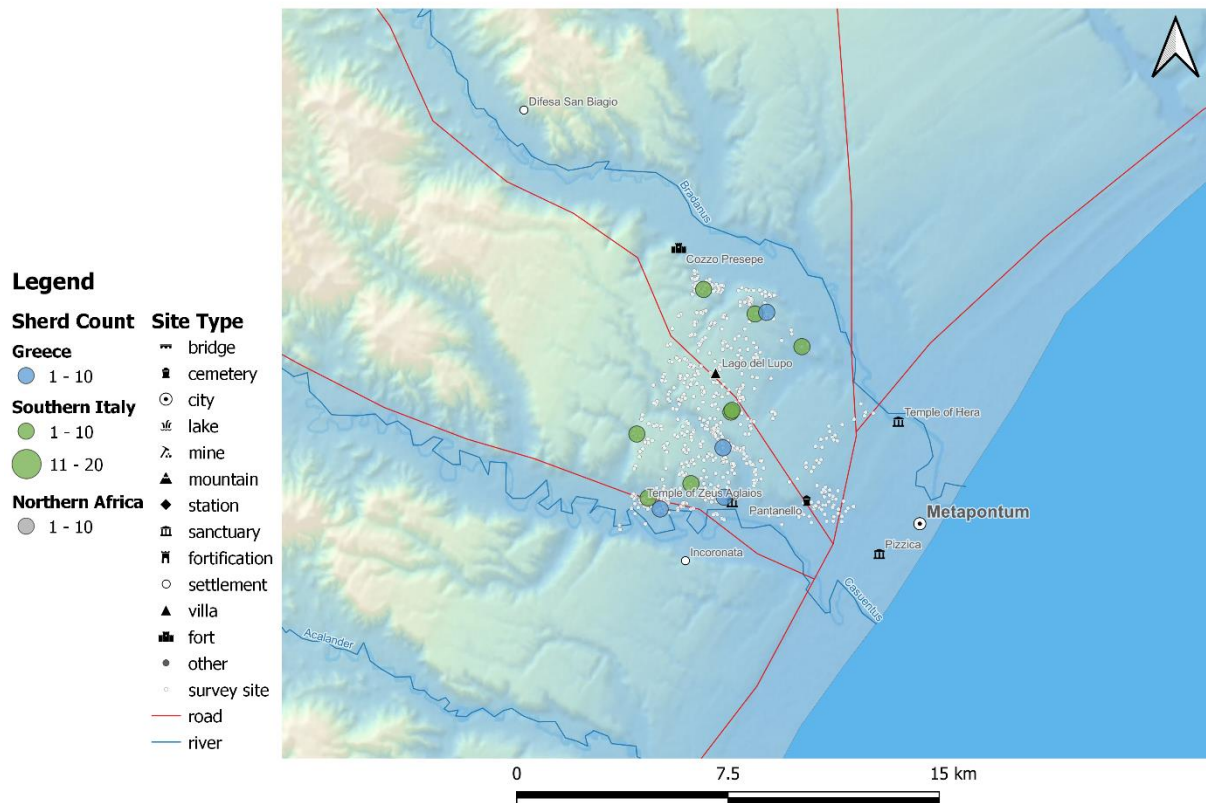 Legend
Sherd Count
Greece
1 - 10
Southern Italy
1 - 10
11 - 20
Northern Africa
1 - 10
Site Type
bridge
cemetery
city
lake
mine
mountain
station
sanctuary
fortification
settlement
villa
fort
other
survey site
road
river
Difesa San Biagio
Bradanus
Cozzo Presepe
Lago del Lupo
Temple of Hera
Temple of Zeus Aglaios
Pantanello
Metapontum
Incoronata
Pizzica
Casuentus
Acalander
0 7.5 15 km